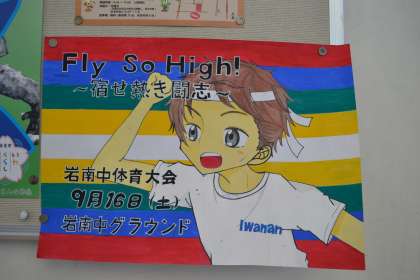 Fly So High!
～宿せ熱き闘志～
岩南中体育大会
9月16日(土)
岩南中グラウンド
Iwanan